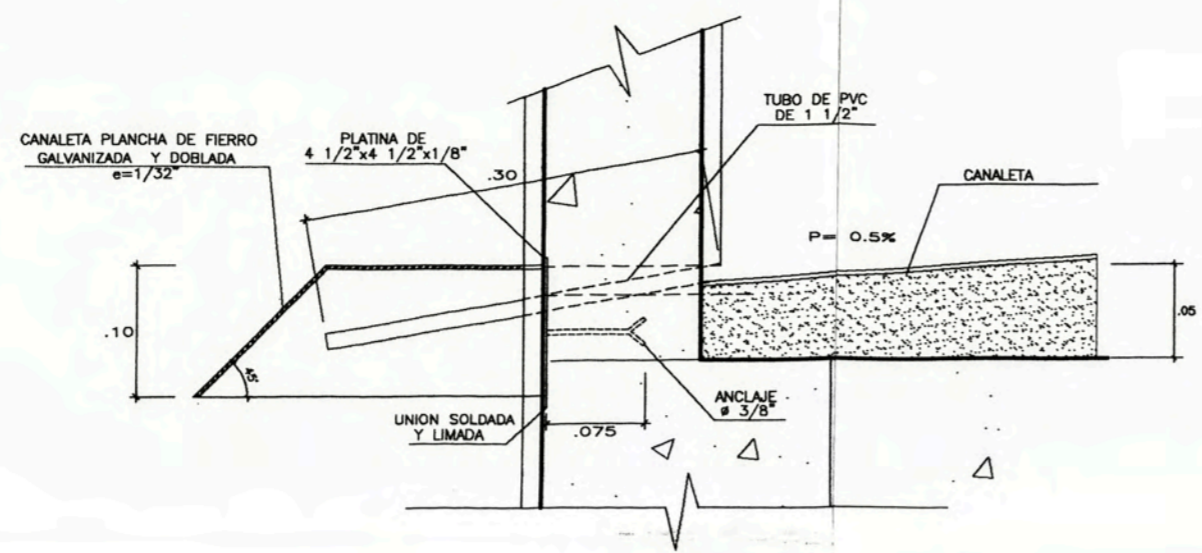 CANALETA PLANCHA DE FIERRO
GALVANIZADA Y DOBLADA
e=1/32"
PLATINA DE
4 1/2"x4 1/2"x1/8"
.30
TUBO DE PVC
DE 1 1/2"
CANALETA
P= 0.5%
.10
45°
.05
UNION SOLDADA
Y LIMADA
.075
ANCLAJE
ø 3/8"